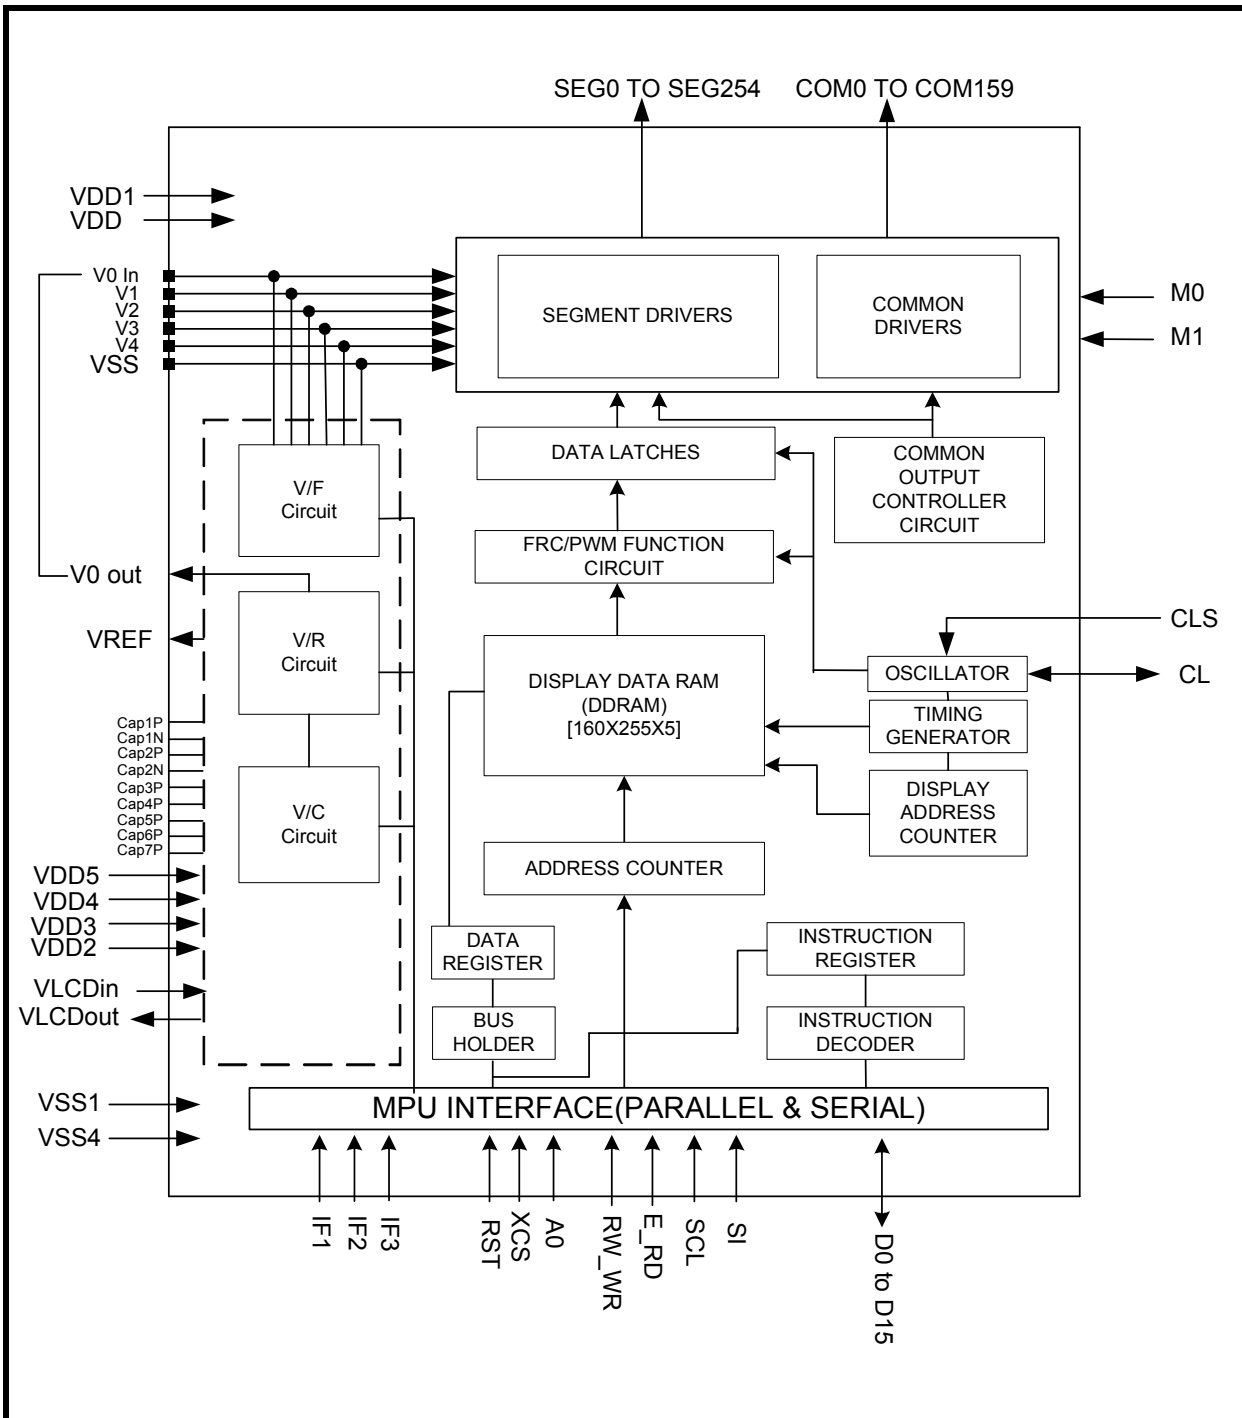 SEG0 TO SEG254
COM0 TO COM159
VDD1
VDD
V0 In
V1
V2
V3
V4
VSS
SEGMENT DRIVERS
COMMON
DRIVERS
M0
M1
DATA LATCHES
COMMON
OUTPUT
CONTROLLER
CIRCUIT
V/F
Circuit
FRC/PWM FUNCTION
CIRCUIT
V0 out
VREF
V/R
Circuit
DISPLAY DATA RAM
(DDRAM)
[160X255X5]
CLS
OSCILLATOR
CL
TIMING
GENERATOR
DISPLAY
ADDRESS
COUNTER
Cap1P
Cap1N
Cap2P
Cap2N
Cap3P
Cap4P
Cap5P
Cap6P
Cap7P
V/C
Circuit
ADDRESS COUNTER
VDD5
VDD4
VDD3
VDD2
VLCDin
VLCDout
DATA
REGISTER
INSTRUCTION
REGISTER
BUS
HOLDER
INSTRUCTION
DECODER
VSS1
VSS4
MPU INTERFACE(PARALLEL & SERIAL)
IF1
IF2
IF3
RST
XCS
A0
RW_WR
E_RD
SCL
SI
D0 to D15